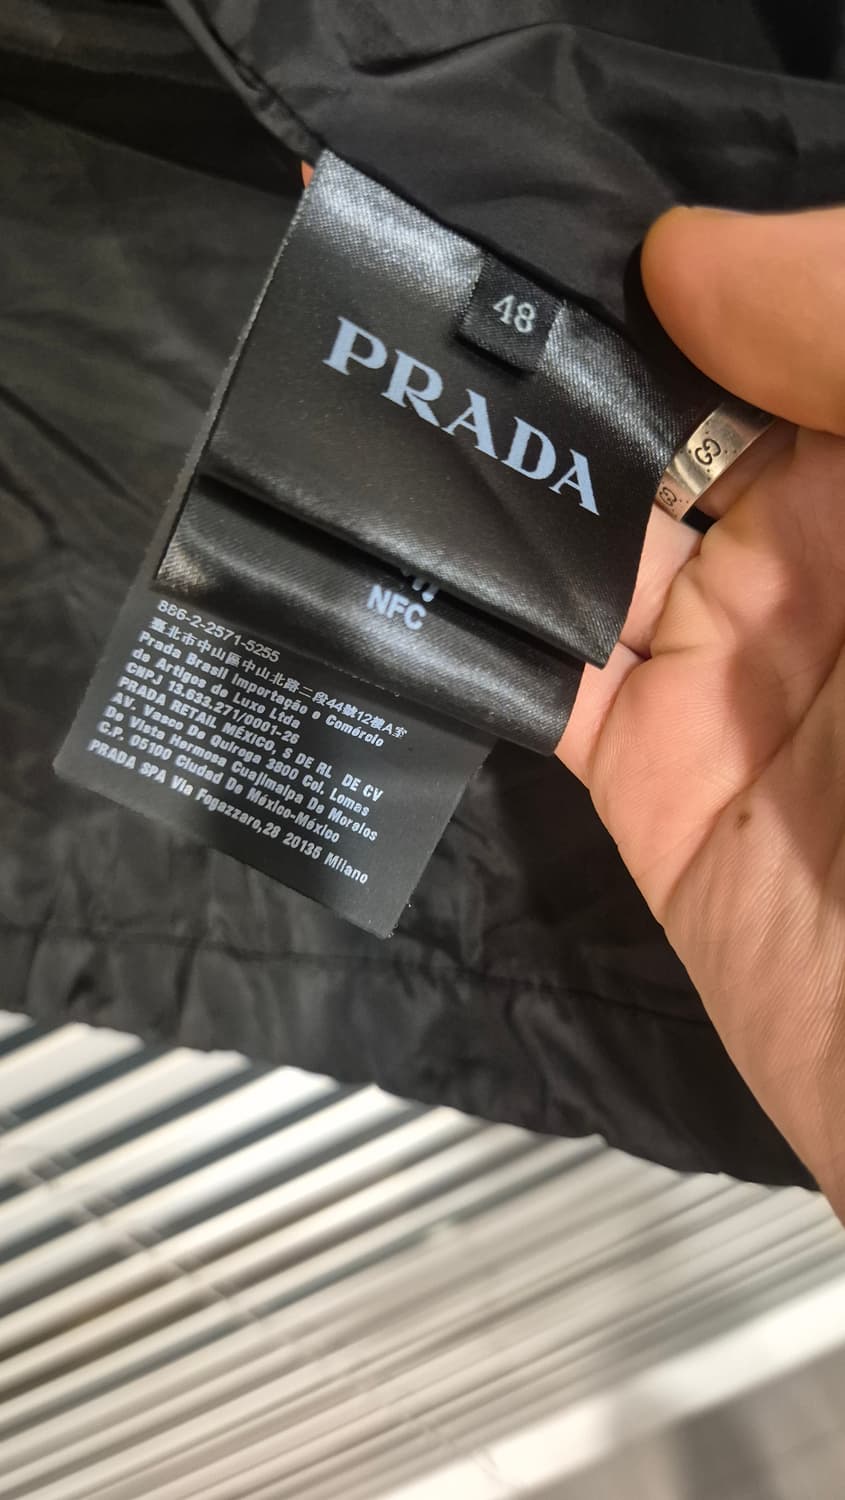 48
PRADA
NFC
886-2-2571-5255
臺北市中山區中山北路二段44號12樓A室
Prada Brasil Importação e Comércio
de Artigos de Luxo Ltda
CNPJ 13.633.271/0001-26
PRADA RETAIL MÉXICO, S DE RL DE CV
AV. Vasco De Quiroga 3900 Col. Lomas
De Vista Hermosa Cuajimalpa De Morelos
C.P. 05100 Ciudad De México-México
PRADA SPA Via Fogazzaro,28 20135 Milano